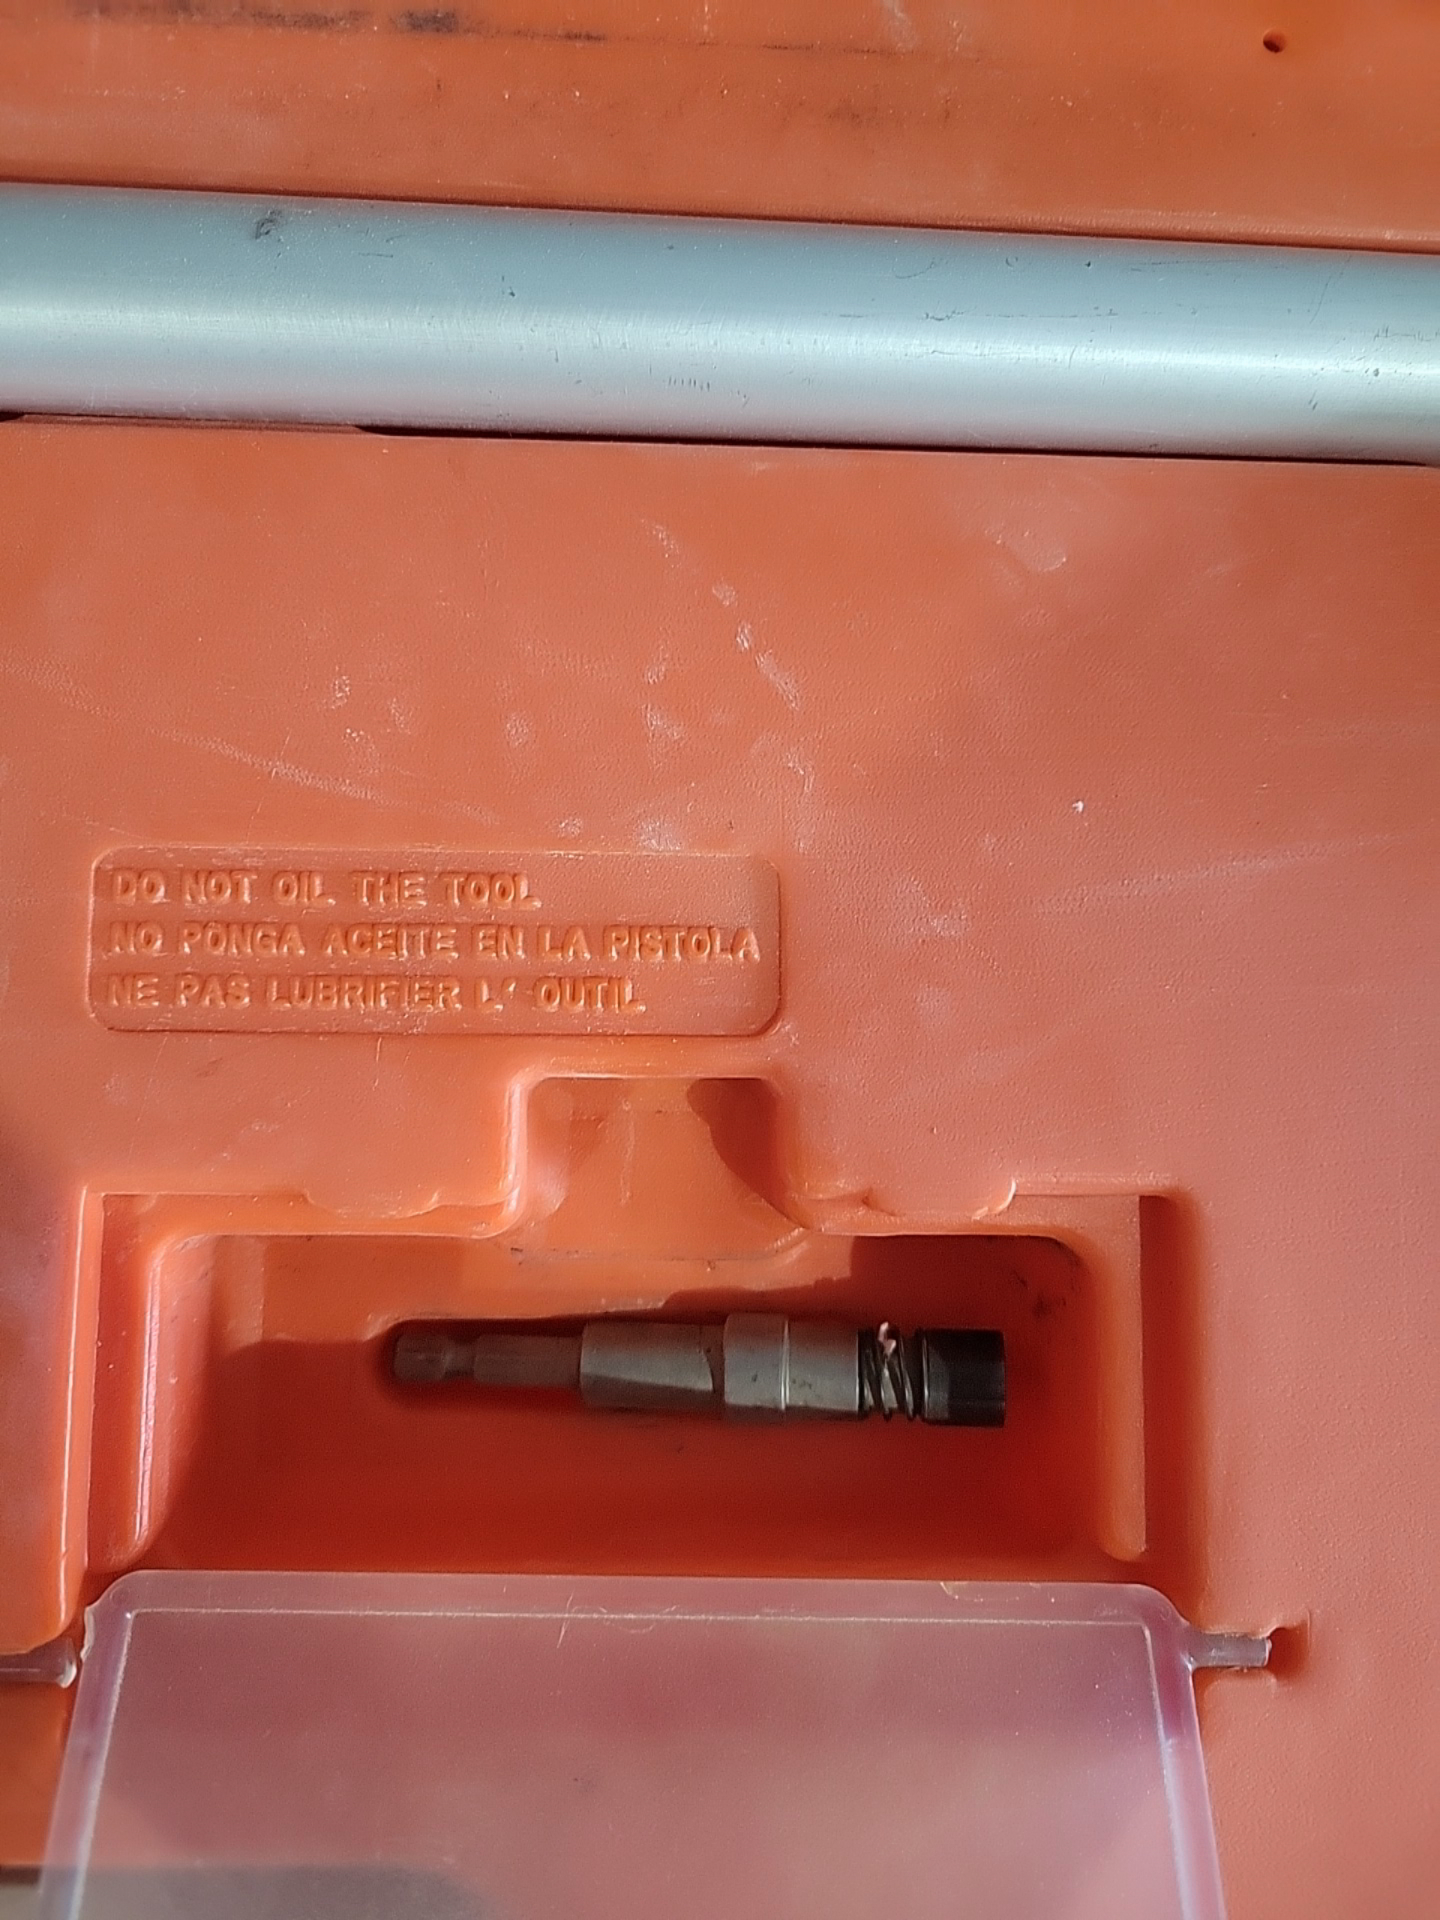 DO NOT OIL THE TOOL
NO PONGA ACEITE EN LA PISTOLA
NE PAS LUBRIFIER L' OUTIL